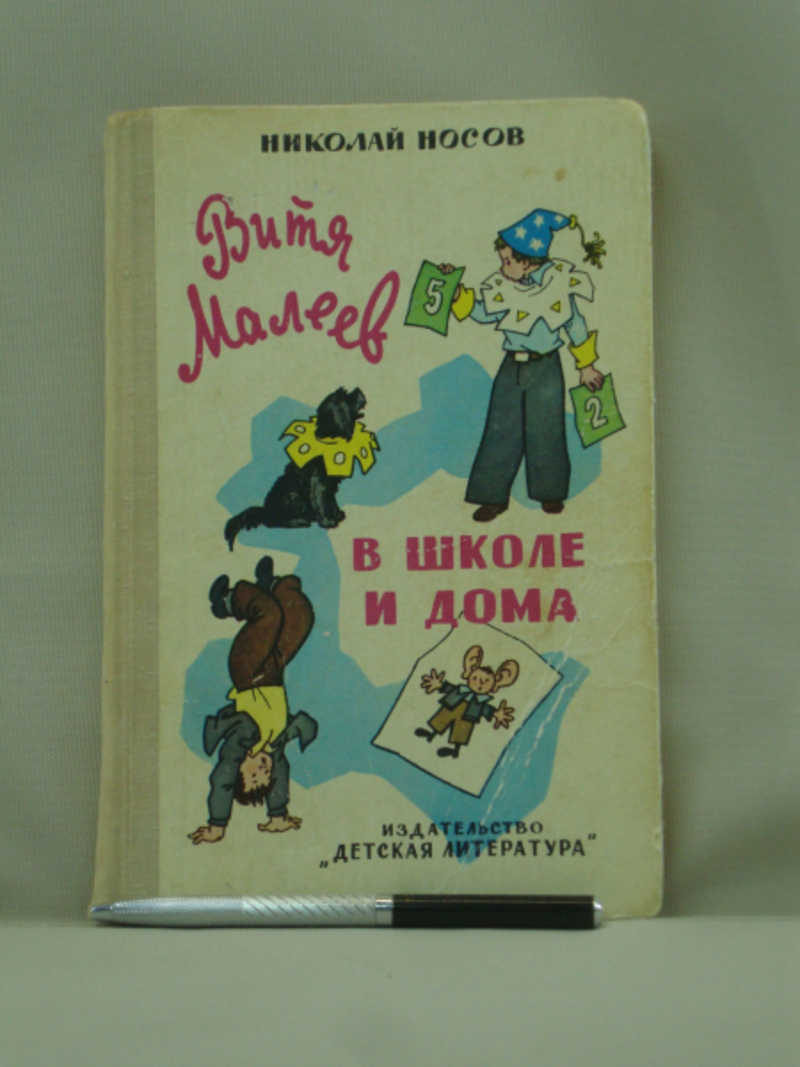 НИКОЛАЙ НОСОВ
Витя
Малеев
5
2
В ШКОЛЕ
И ДОМА
ИЗДАТЕЛЬСТВО
„ДЕТСКАЯ ЛИТЕРАТУРА"